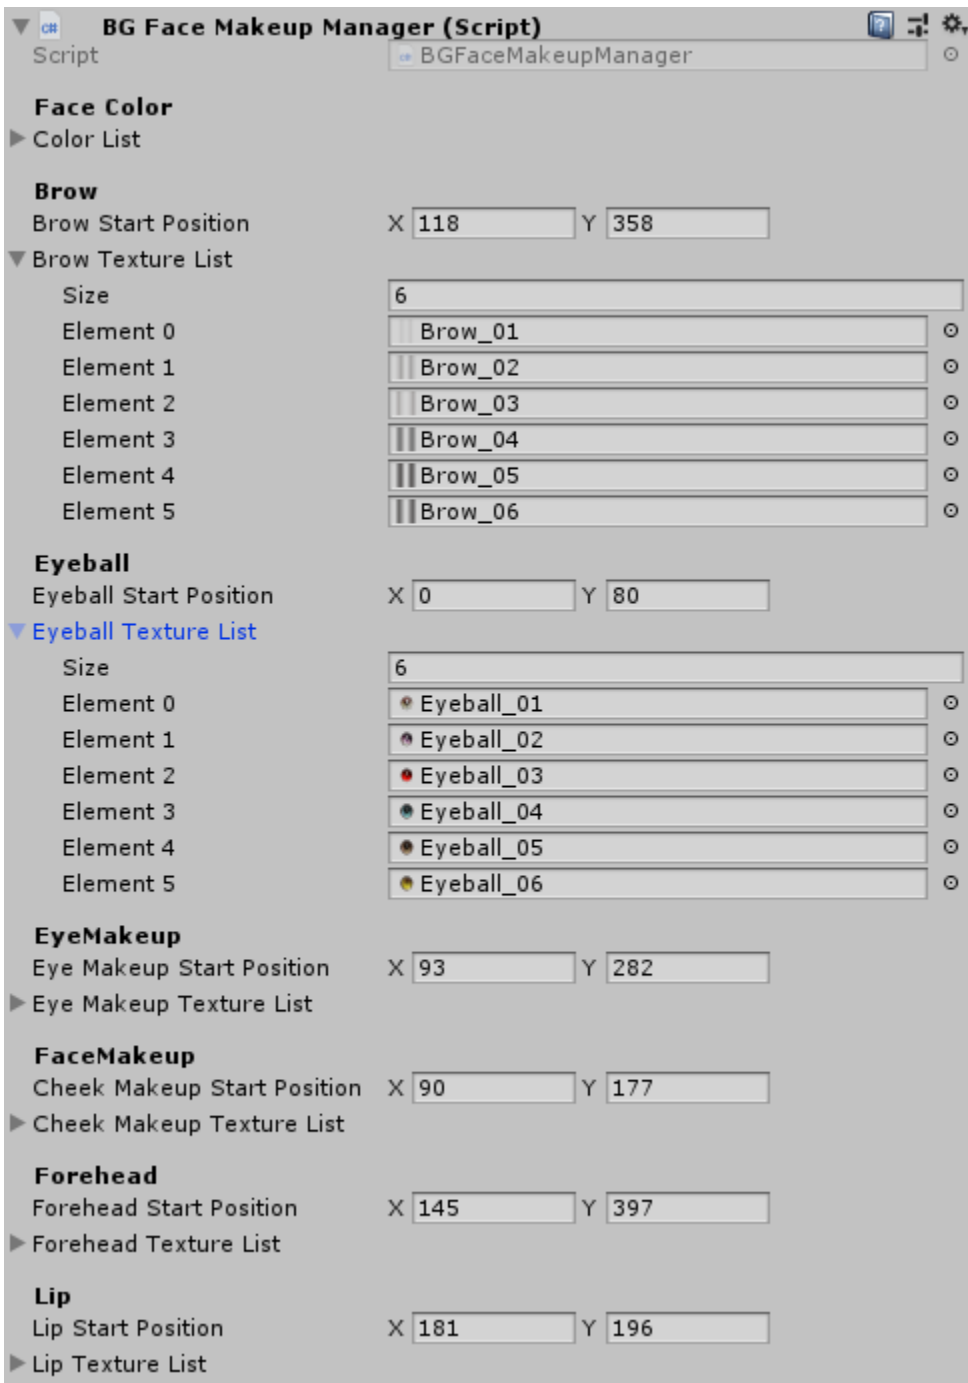 c# BG Face Makeup Manager (Script)
Script BGFaceMakeupManager
Face Color
Color List
Brow
Brow Start Position X 118 Y 358
Brow Texture List
Size 6
Element 0 Brow_01
Element 1 Brow_02
Element 2 Brow_03
Element 3 Brow_04
Element 4 Brow_05
Element 5 Brow_06
Eyeball
Eyeball Start Position X 0 Y 80
Eyeball Texture List
Size 6
Element 0 Eyeball_01
Element 1 Eyeball_02
Element 2 Eyeball_03
Element 3 Eyeball_04
Element 4 Eyeball_05
Element 5 Eyeball_06
EyeMakeup
Eye Makeup Start Position X 93 Y 282
Eye Makeup Texture List
FaceMakeup
Cheek Makeup Start Position X 90 Y 177
Cheek Makeup Texture List
Forehead
Forehead Start Position X 145 Y 397
Forehead Texture List
Lip
Lip Start Position X 181 Y 196
Lip Texture List